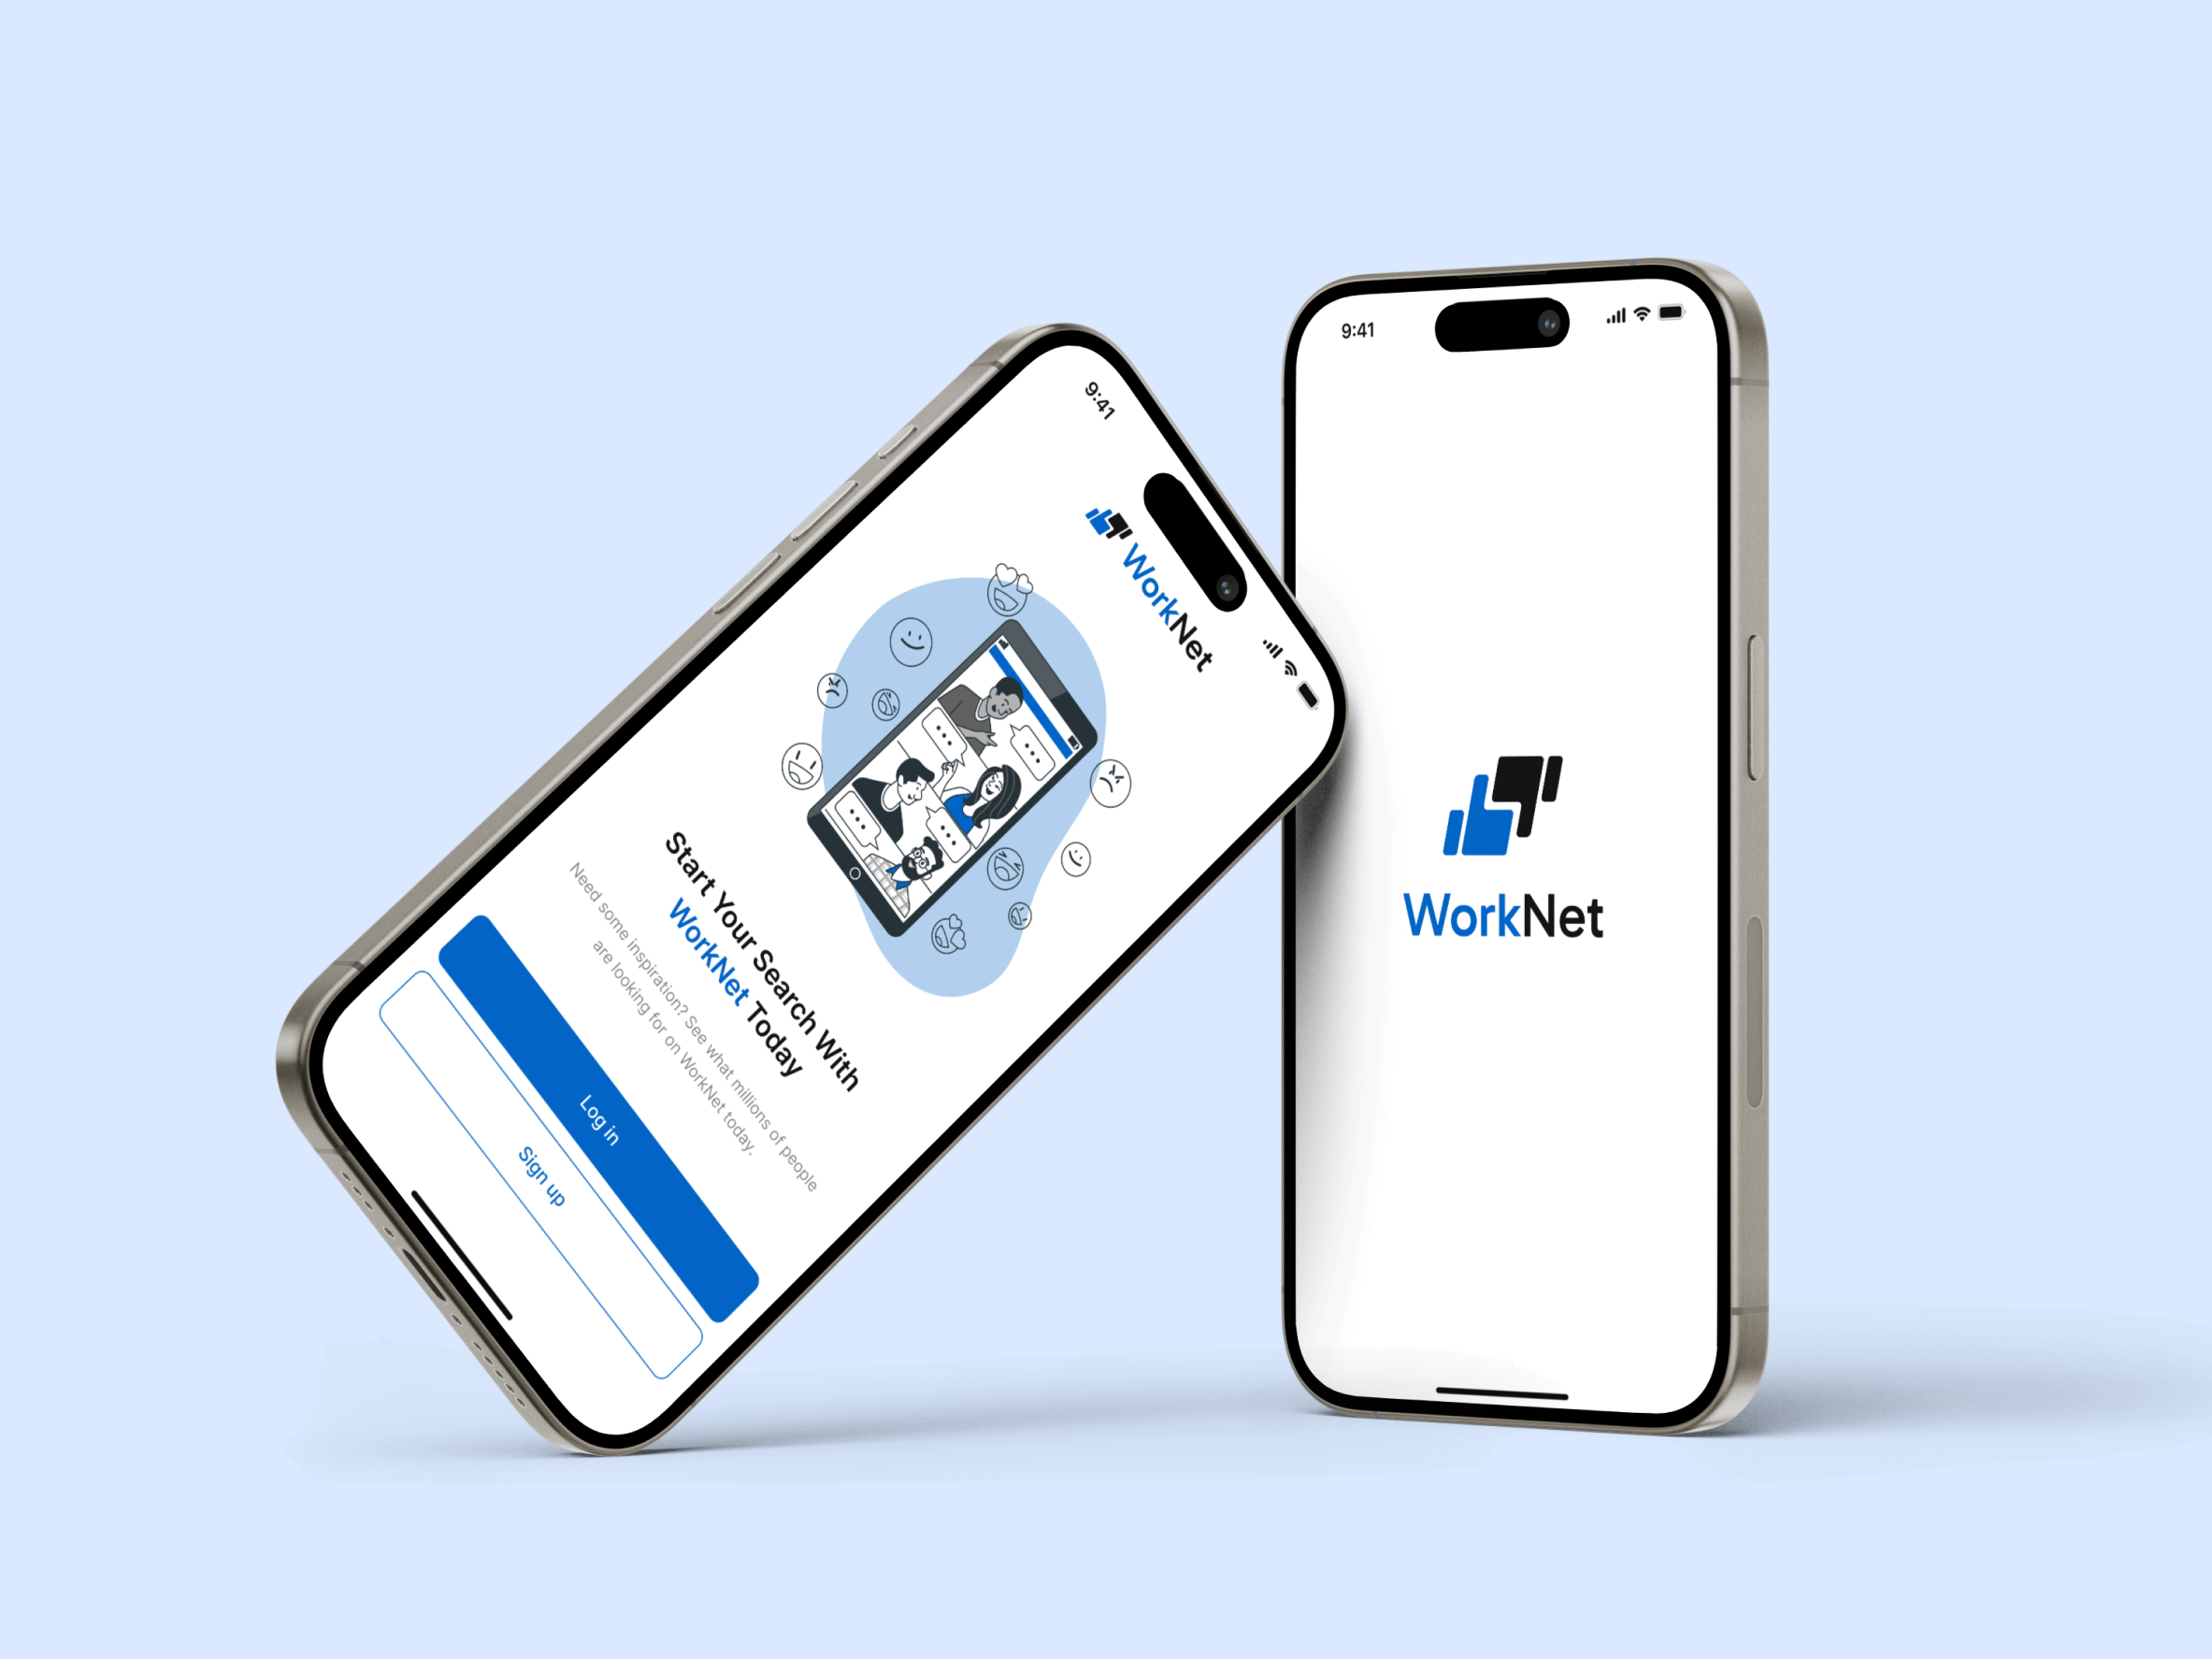 9:41
WorkNet
Start Your Search With
WorkNet Today
Need some inspiration? See what millions of people
are looking for on WorkNet today.
Log in
Sign up
9:41
WorkNet